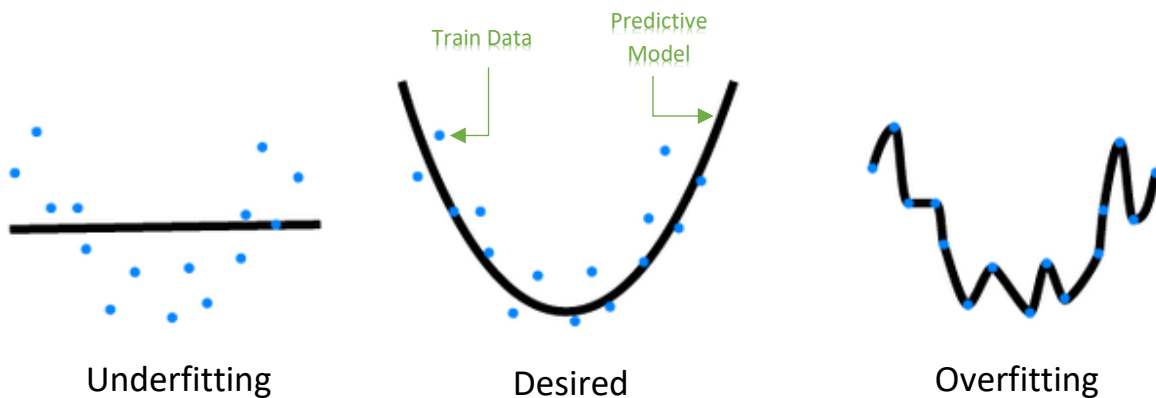 Train Data
Predictive
Model
Underfitting
Desired
Overfitting